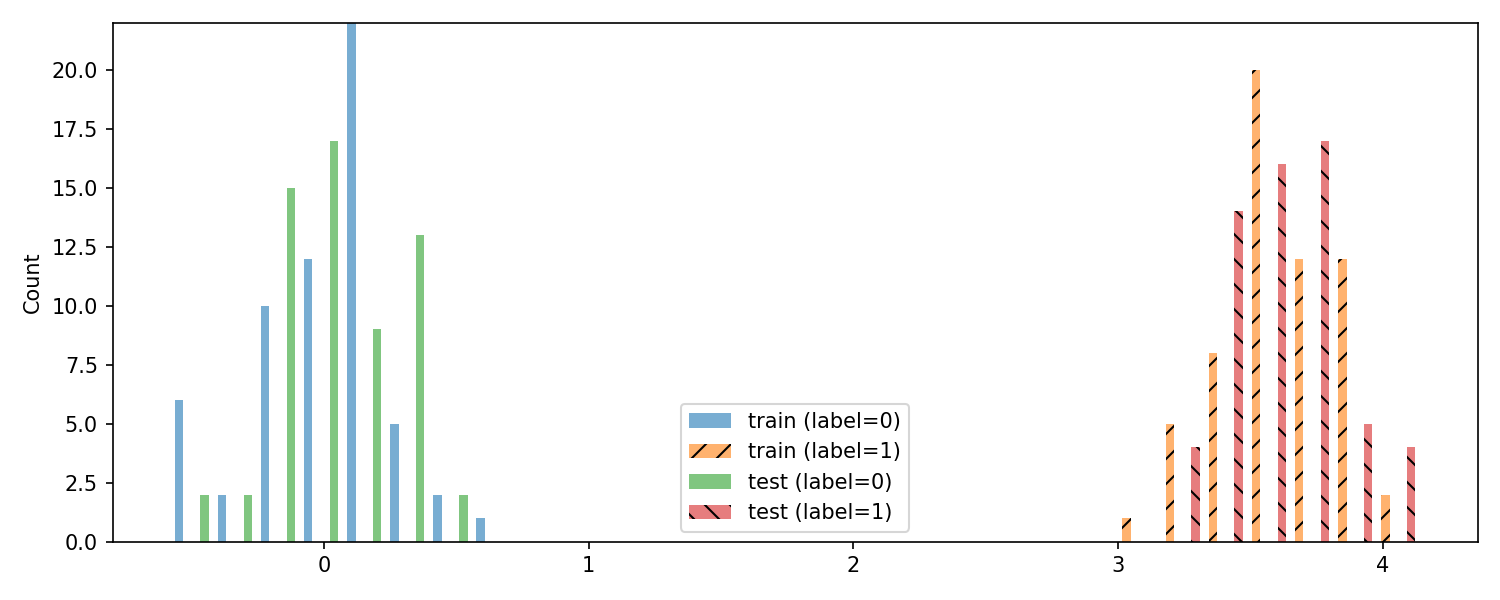 20.0
17.5
15.0
12.5
10.0
7.5
5.0
2.5
0.0
Count
train (label=0)
train (label=1)
test (label=0)
test (label=1)
0 1 2 3 4